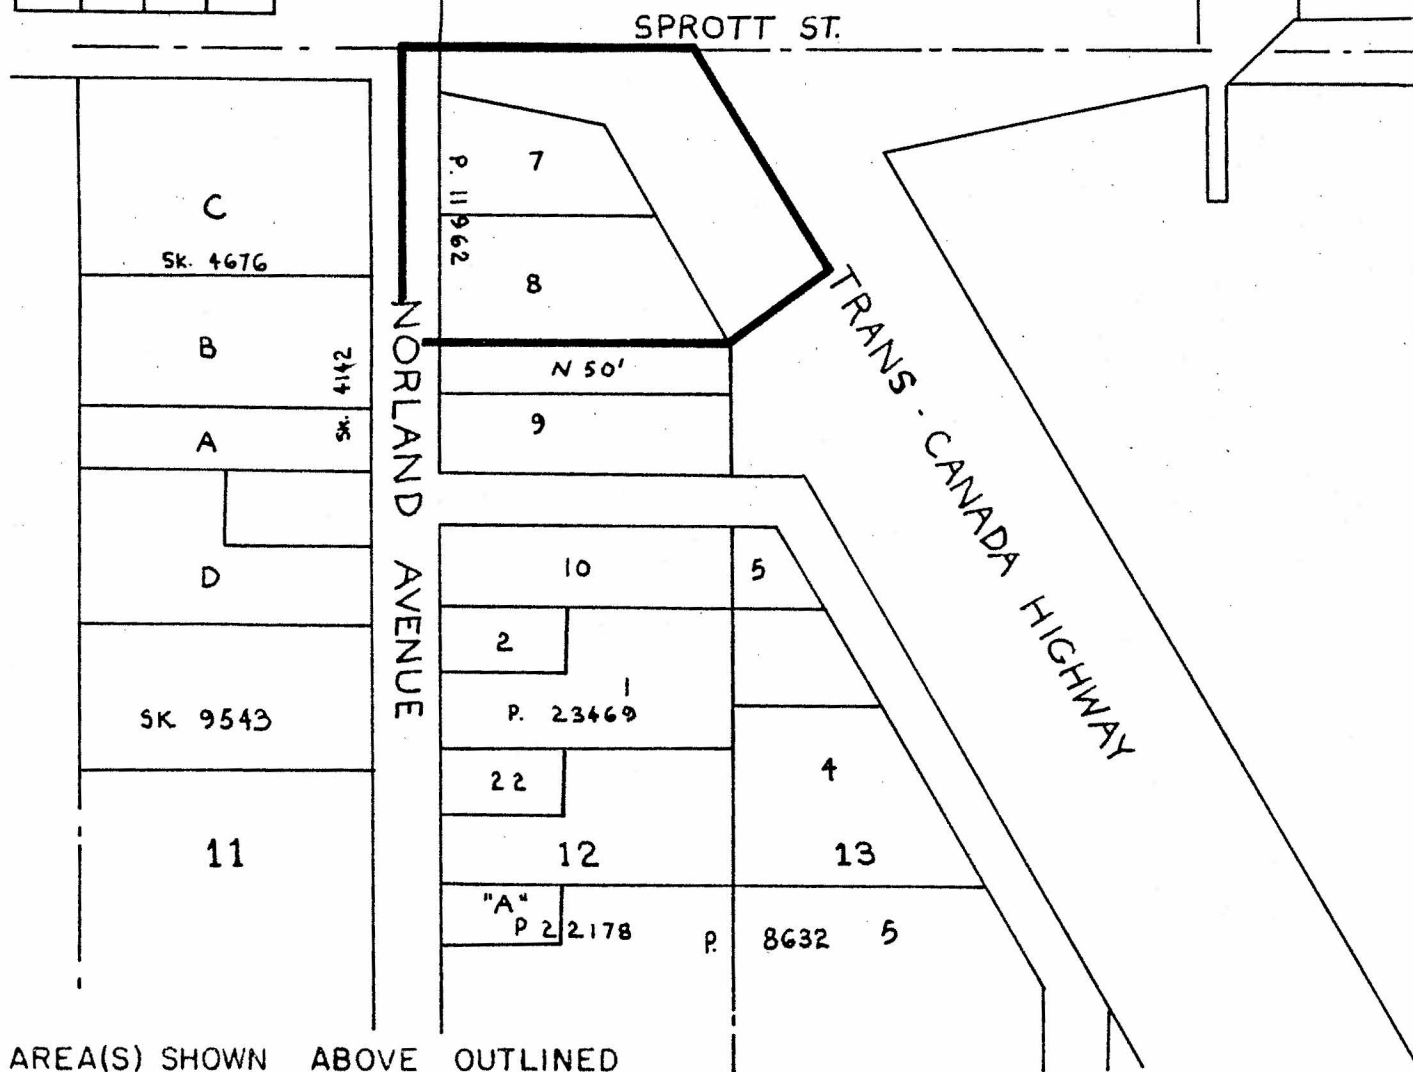 SPROTT ST.
7
P. 11962
C
SK. 4676
8
B
SK. 4142
N 50'
9
A
NORLAND AVENUE
TRANS - CANADA HIGHWAY
10
5
D
2
1
P. 23469
SK 9543
22
4
11
12
13
"A"
P 22178
P. 8632
5
AREA(S) SHOWN ABOVE OUTLINED